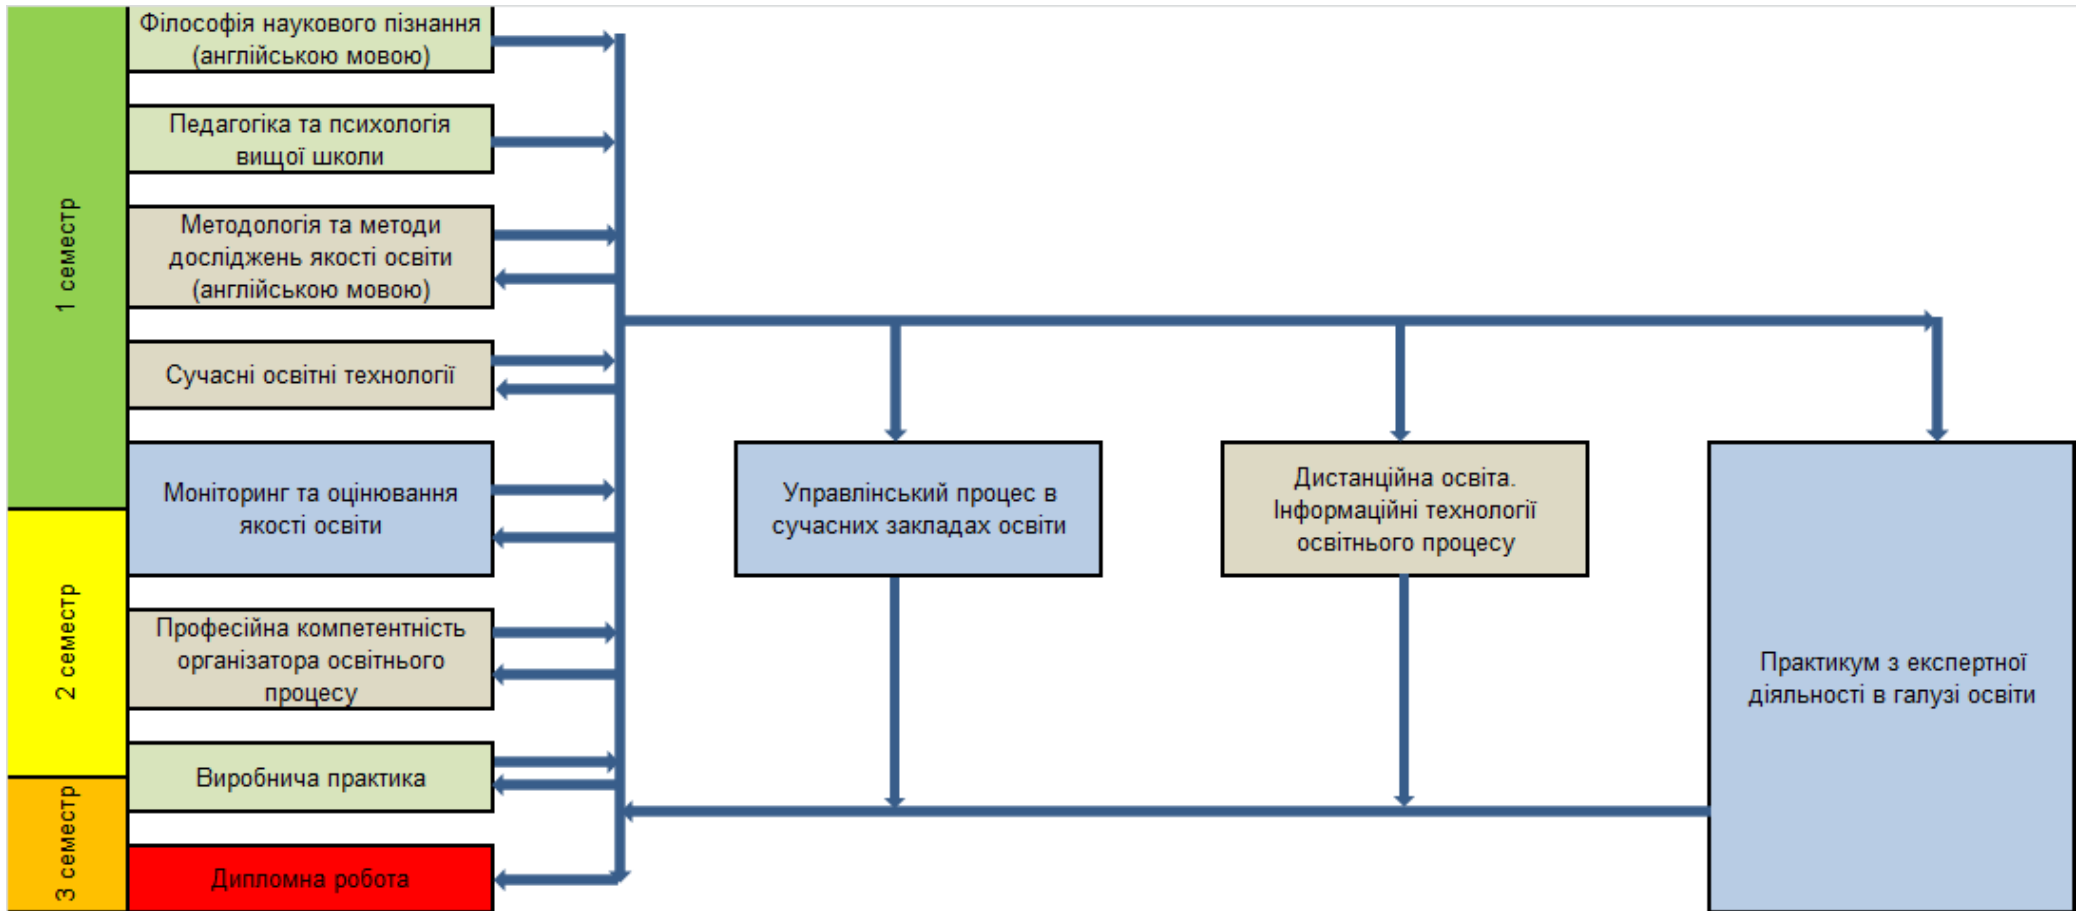 1 семестр
2 семестр
3 семестр
Філософія наукового пізнання
(англійською мовою)
Педагогіка та психологія
вищої школи
Методологія та методи
досліджень якості освіти
(англійською мовою)
Сучасні освітні технології
Моніторинг та оцінювання
якості освіти
Професійна компетентність
організатора освітнього
процесу
Виробнича практика
Дипломна робота
Управлінський процес в
сучасних закладах освіти
Дистанційна освіта.
Інформаційні технології
освітнього процесу
Практикум з експертної
діяльності в галузі освіти